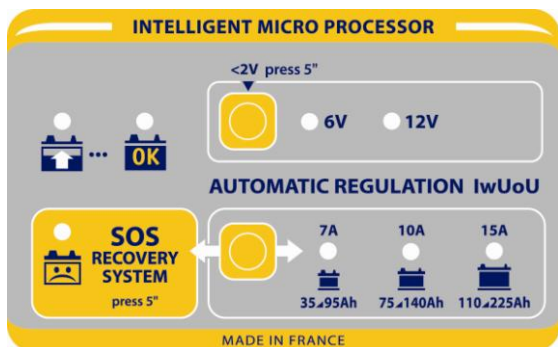 INTELLIGENT MICRO PROCESSOR
<2V press 5"
6V 12V
... OK
AUTOMATIC REGULATION IwUoU
SOS
RECOVERY
SYSTEM
press 5"
7A 10A 15A
35⊿95Ah 75⊿140Ah 110⊿225Ah
MADE IN FRANCE